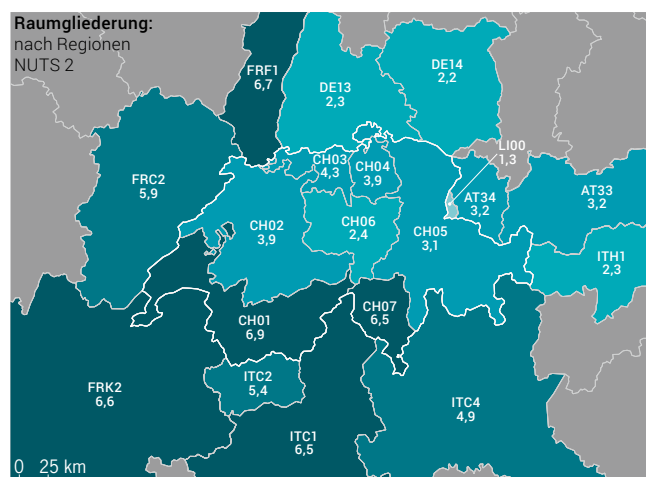 Raumgliederung:
nach Regionen
NUTS 2
FRF1
6,7
DE13
2,3
DE14
2,2
LI00
1,3
FRC2
5,9
CH03
4,3
CH04
3,9
AT34
3,2
AT33
3,2
CH02
3,9
CH06
2,4
CH05
3,1
ITH1
2,3
CH01
6,9
CH07
6,5
FRK2
6,6
ITC2
5,4
ITC4
4,9
ITC1
6,5
0 25 km